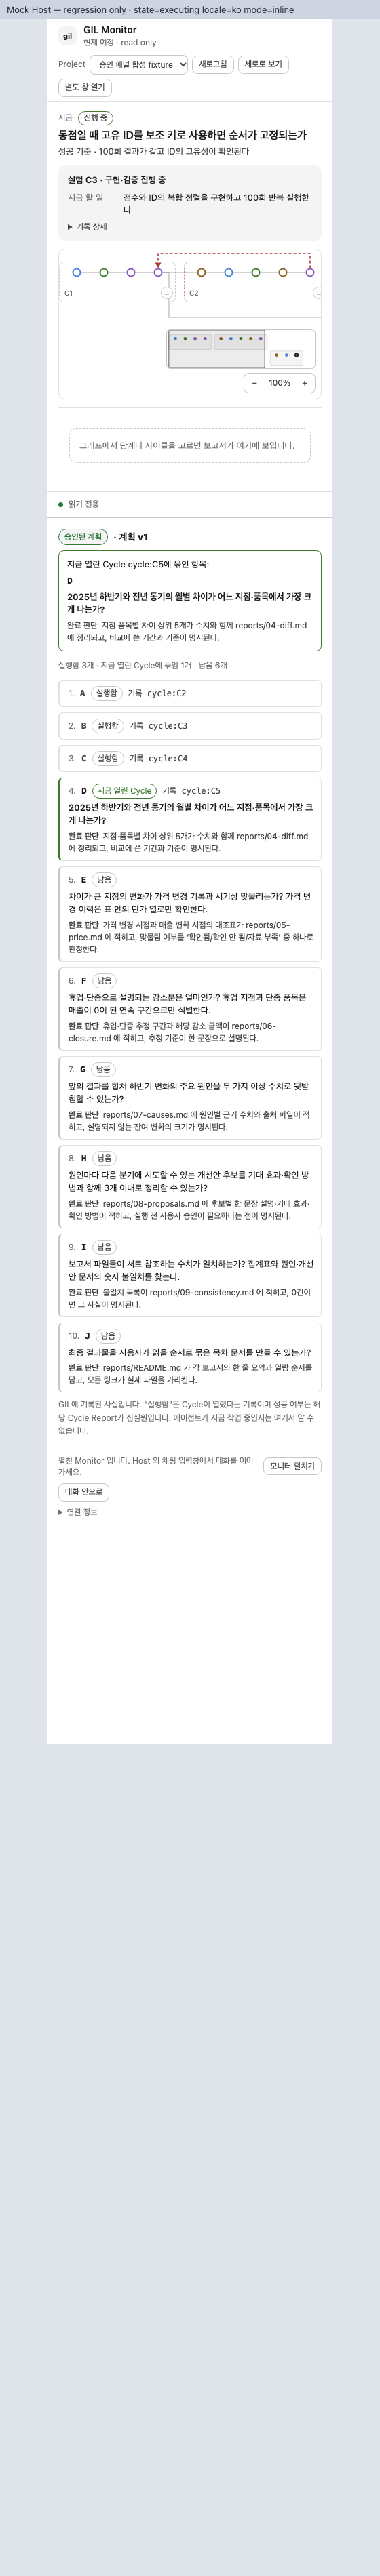 Mock Host — regression only · state=executing locale=ko mode=inline
gil
GIL Monitor
현재 여정 · read only
Project
승인 패널 합성 fixture
새로고침
세로로 보기
별도 창 열기
지금
진행 중
동점일 때 고유 ID를 보조 키로 사용하면 순서가 고정되는가
성공 기준 · 100회 결과가 같고 ID의 고유성이 확인된다
실험 C3 · 구현·검증 진행 중
지금 할 일
점수와 ID의 복합 정렬을 구현하고 100회 반복 실행한
다
▶ 기록 상세
C1
–
C2
–
−
100%
+
그래프에서 단계나 사이클을 고르면 보고서가 여기에 보입니다.
읽기 전용
승인된 계획
· 계획 v1
지금 열린 Cycle cycle:C5에 묶인 항목:
D
2025년 하반기와 전년 동기의 월별 차이가 어느 지점·품목에서 가장 크
게 나는가?
완료 판단 지점·품목별 차이 상위 5개가 수치와 함께 reports/04-diff.md
에 정리되고, 비교에 쓴 기간과 기준이 명시된다.
실행함 3개 · 지금 열린 Cycle에 묶임 1개 · 남음 6개
1. A 실행함 기록 cycle:C2
2. B 실행함 기록 cycle:C3
3. C 실행함 기록 cycle:C4
4. D 지금 열린 Cycle 기록 cycle:C5
2025년 하반기와 전년 동기의 월별 차이가 어느 지점·품목에서 가장 크
게 나는가?
완료 판단 지점·품목별 차이 상위 5개가 수치와 함께 reports/04-diff.md
에 정리되고, 비교에 쓴 기간과 기준이 명시된다.
5. E 남음
차이가 큰 지점의 변화가 가격 변경 기록과 시기상 맞물리는가? 가격 변
경 이력은 표 안의 단가 열로만 확인한다.
완료 판단 가격 변경 시점과 매출 변화 시점의 대조표가 reports/05-
price.md 에 적히고, 맞물림 여부를 ‘확인됨/확인 안 됨/자료 부족’ 중 하나로
판정한다.
6. F 남음
휴업·단종으로 설명되는 감소분은 얼마인가? 휴업 지점과 단종 품목은
매출이 0이 된 연속 구간으로만 식별한다.
완료 판단 휴업·단종 추정 구간과 해당 감소 금액이 reports/06-
closure.md 에 적히고, 추정 기준이 한 문장으로 설명된다.
7. G 남음
앞의 결과를 합쳐 하반기 변화의 주요 원인을 두 가지 이상 수치로 뒷받
침할 수 있는가?
완료 판단 reports/07-causes.md 에 원인별 근거 수치와 출처 파일이 적
히고, 설명되지 않는 잔여 변화의 크기가 명시된다.
8. H 남음
원인마다 다음 분기에 시도할 수 있는 개선안 후보를 기대 효과·확인 방
법과 함께 3개 이내로 정리할 수 있는가?
완료 판단 reports/08-proposals.md 에 후보별 한 문장 설명·기대 효과·
확인 방법이 적히고, 실행 전 사용자 승인이 필요하다는 점이 명시된다.
9. I 남음
보고서 파일들이 서로 참조하는 수치가 일치하는가? 집계표와 원인·개선
안 문서의 숫자 불일치를 찾는다.
완료 판단 불일치 목록이 reports/09-consistency.md 에 적히고, 0건이
면 그 사실이 명시된다.
10. J 남음
최종 결과물을 사용자가 읽을 순서로 묶은 목차 문서를 만들 수 있는가?
완료 판단 reports/README.md 가 각 보고서의 한 줄 요약과 열람 순서를
담고, 모든 링크가 실제 파일을 가리킨다.
GIL에 기록된 사실입니다. “실행함”은 Cycle이 열렸다는 기록이며 성공 여부는 해
당 Cycle Report가 진실원입니다. 에이전트가 지금 작업 중인지는 여기서 알 수
없습니다.
펼친 Monitor 입니다. Host 의 채팅 입력창에서 대화를 이어
가세요.
모니터 펼치기
대화 안으로
▶ 연결 정보